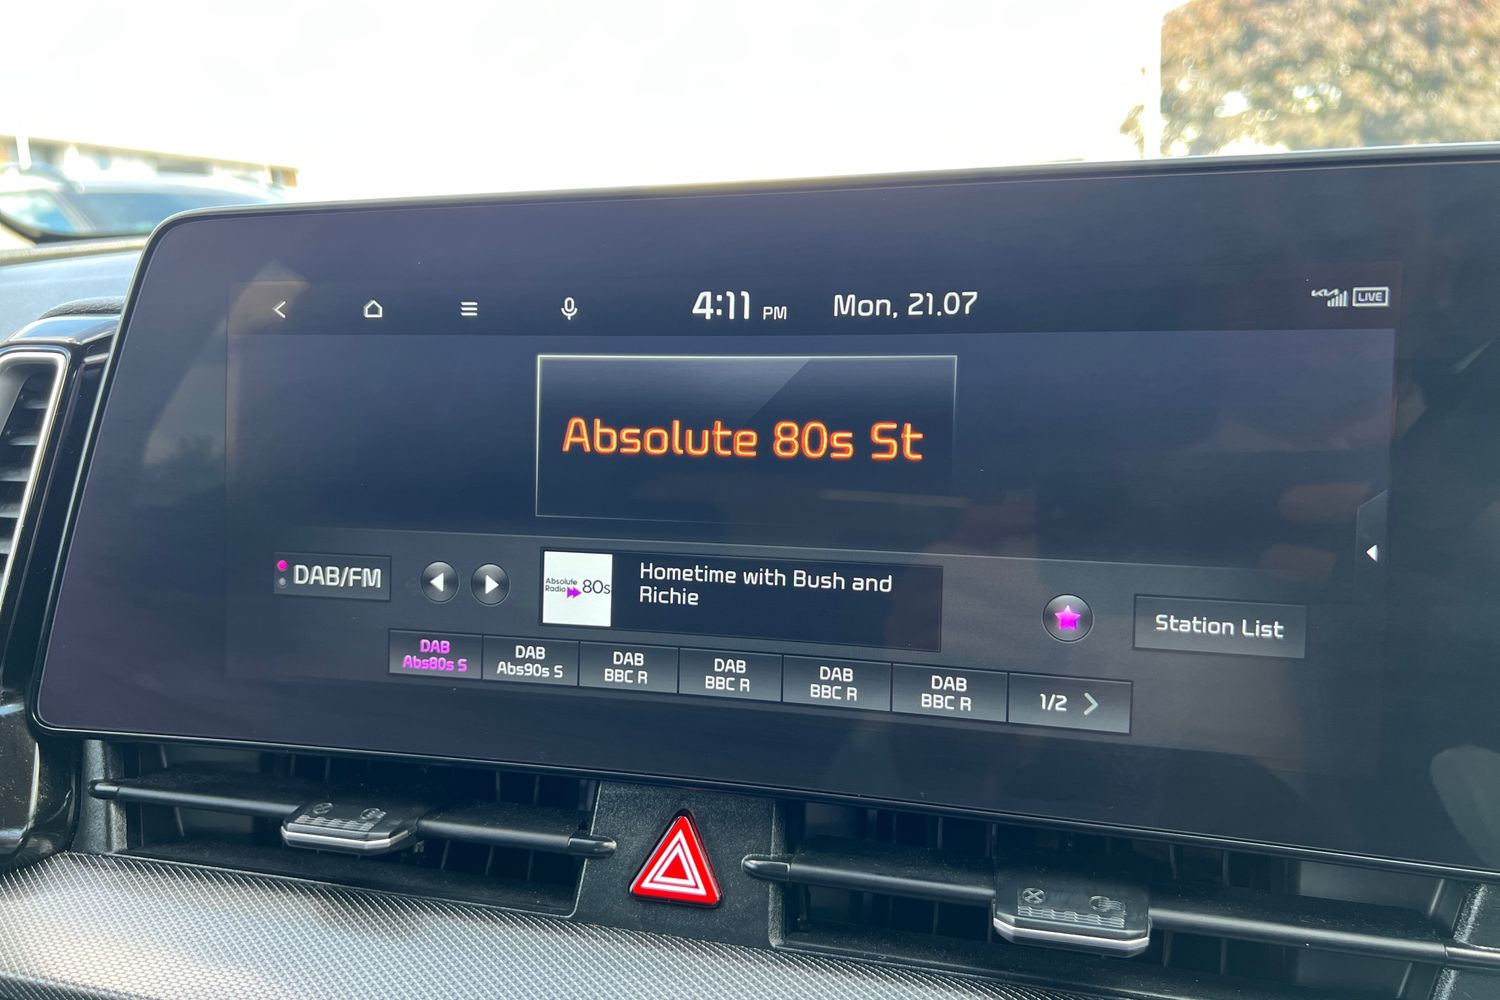 4:11 PM Mon, 21.07
KIA LIVE
Absolute 80s St
DAB/FM
Absolute
Radio 80s
Hometime with Bush and
Richie
Station List
DAB
Abs80s S
DAB
Abs90s S
DAB
BBC R
DAB
BBC R
DAB
BBC R
DAB
BBC R
1/2